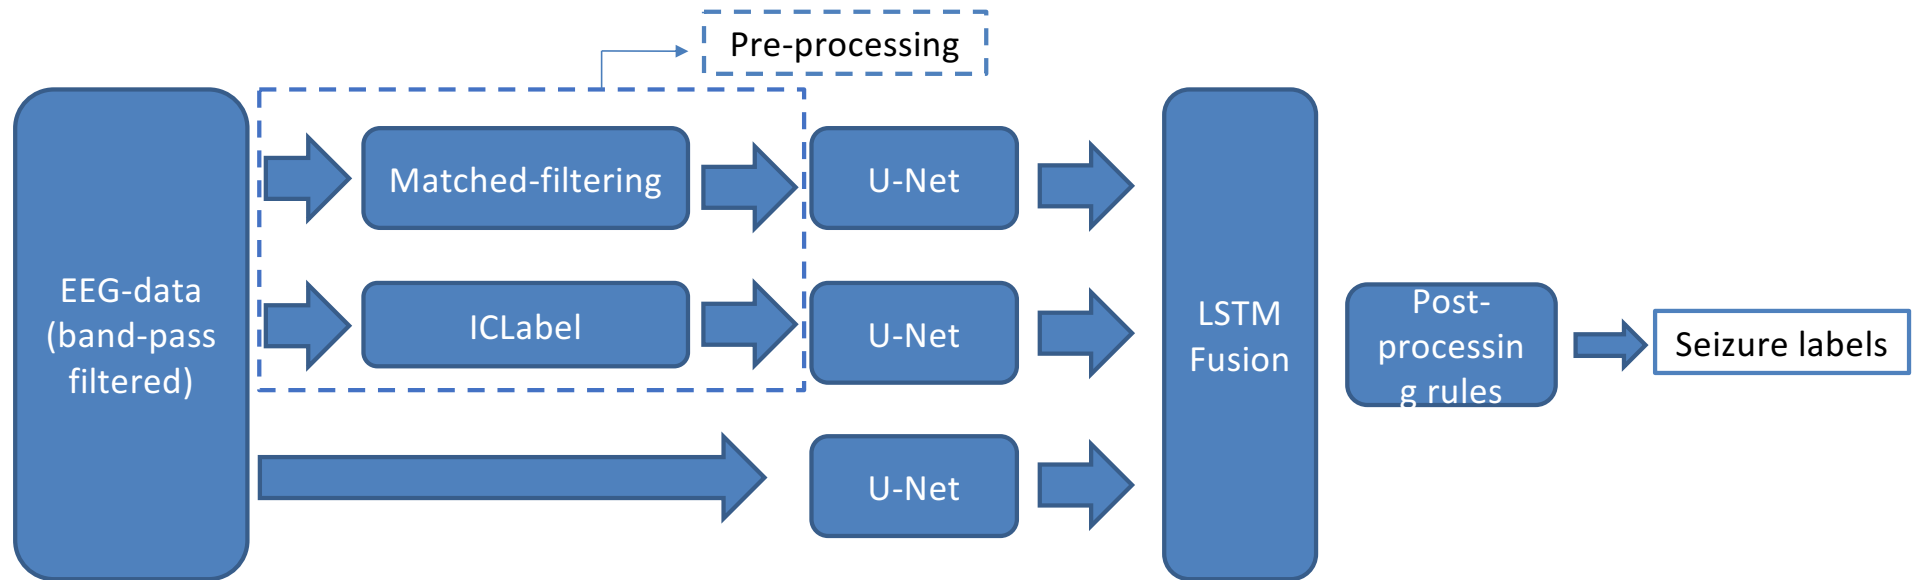 Pre-processing
Matched-filtering
U-Net
EEG-data
(band-pass
filtered)
ICLabel
U-Net
LSTM
Fusion
Post-
processin
g rules
Seizure labels
U-Net